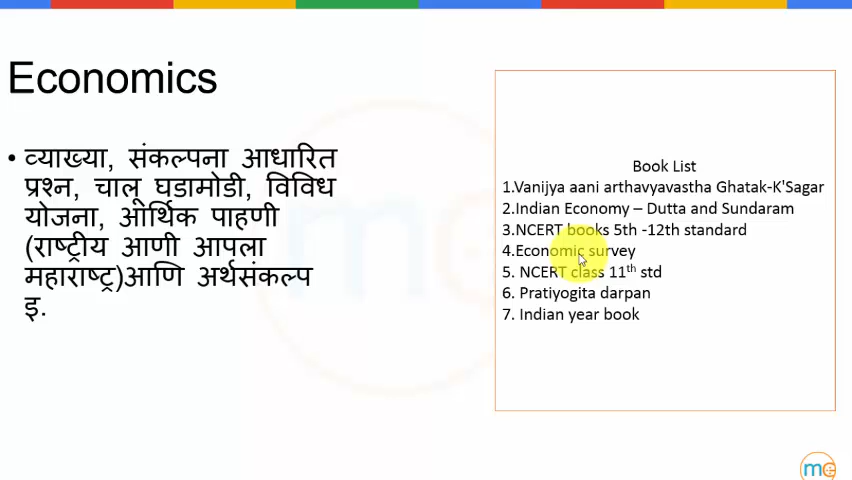 Economics
• व्याख्या, संकल्पना आधारित
प्रश्न, चालू घडामोडी, विविध
योजना, आर्थिक पाहणी
(राष्ट्रीय आणी आपला
महाराष्ट्र)आणि अर्थसंकल्प
इ.
Book List
1.Vanijya aani arthavyavastha Ghatak-K'Sagar
2.Indian Economy – Dutta and Sundaram
3.NCERT books 5th -12th standard
4.Economic survey
5. NCERT class 11th std
6. Pratiyogita darpan
7. Indian year book
me